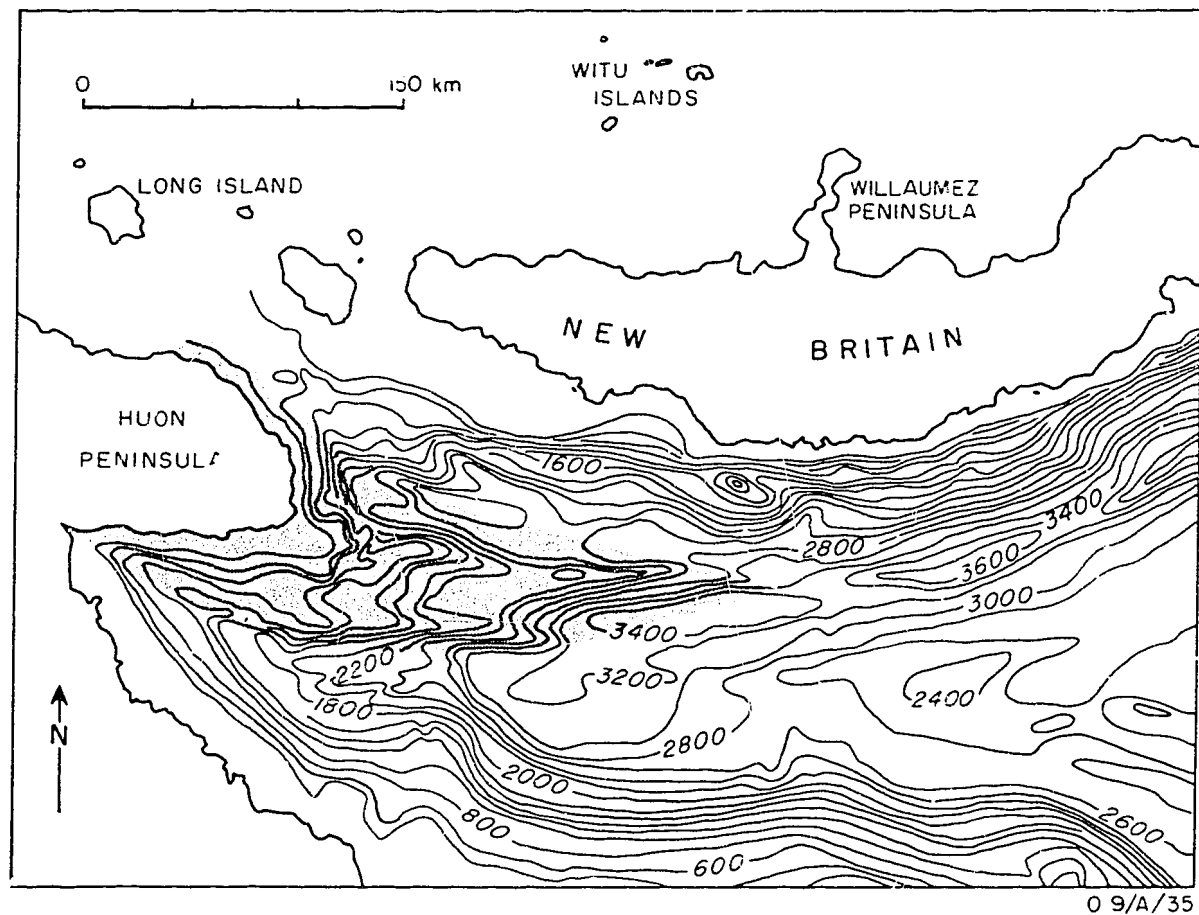 0 150 km
WITU
ISLANDS
LONG ISLAND
WILLAUMEZ
PENINSULA
NEW BRITAIN
HUON
PENINSULA
1600
3400
2800
3600
3000
3400
2200
3200
2400
1800
N
2800
2000
2600
800
600
O 9/A/35